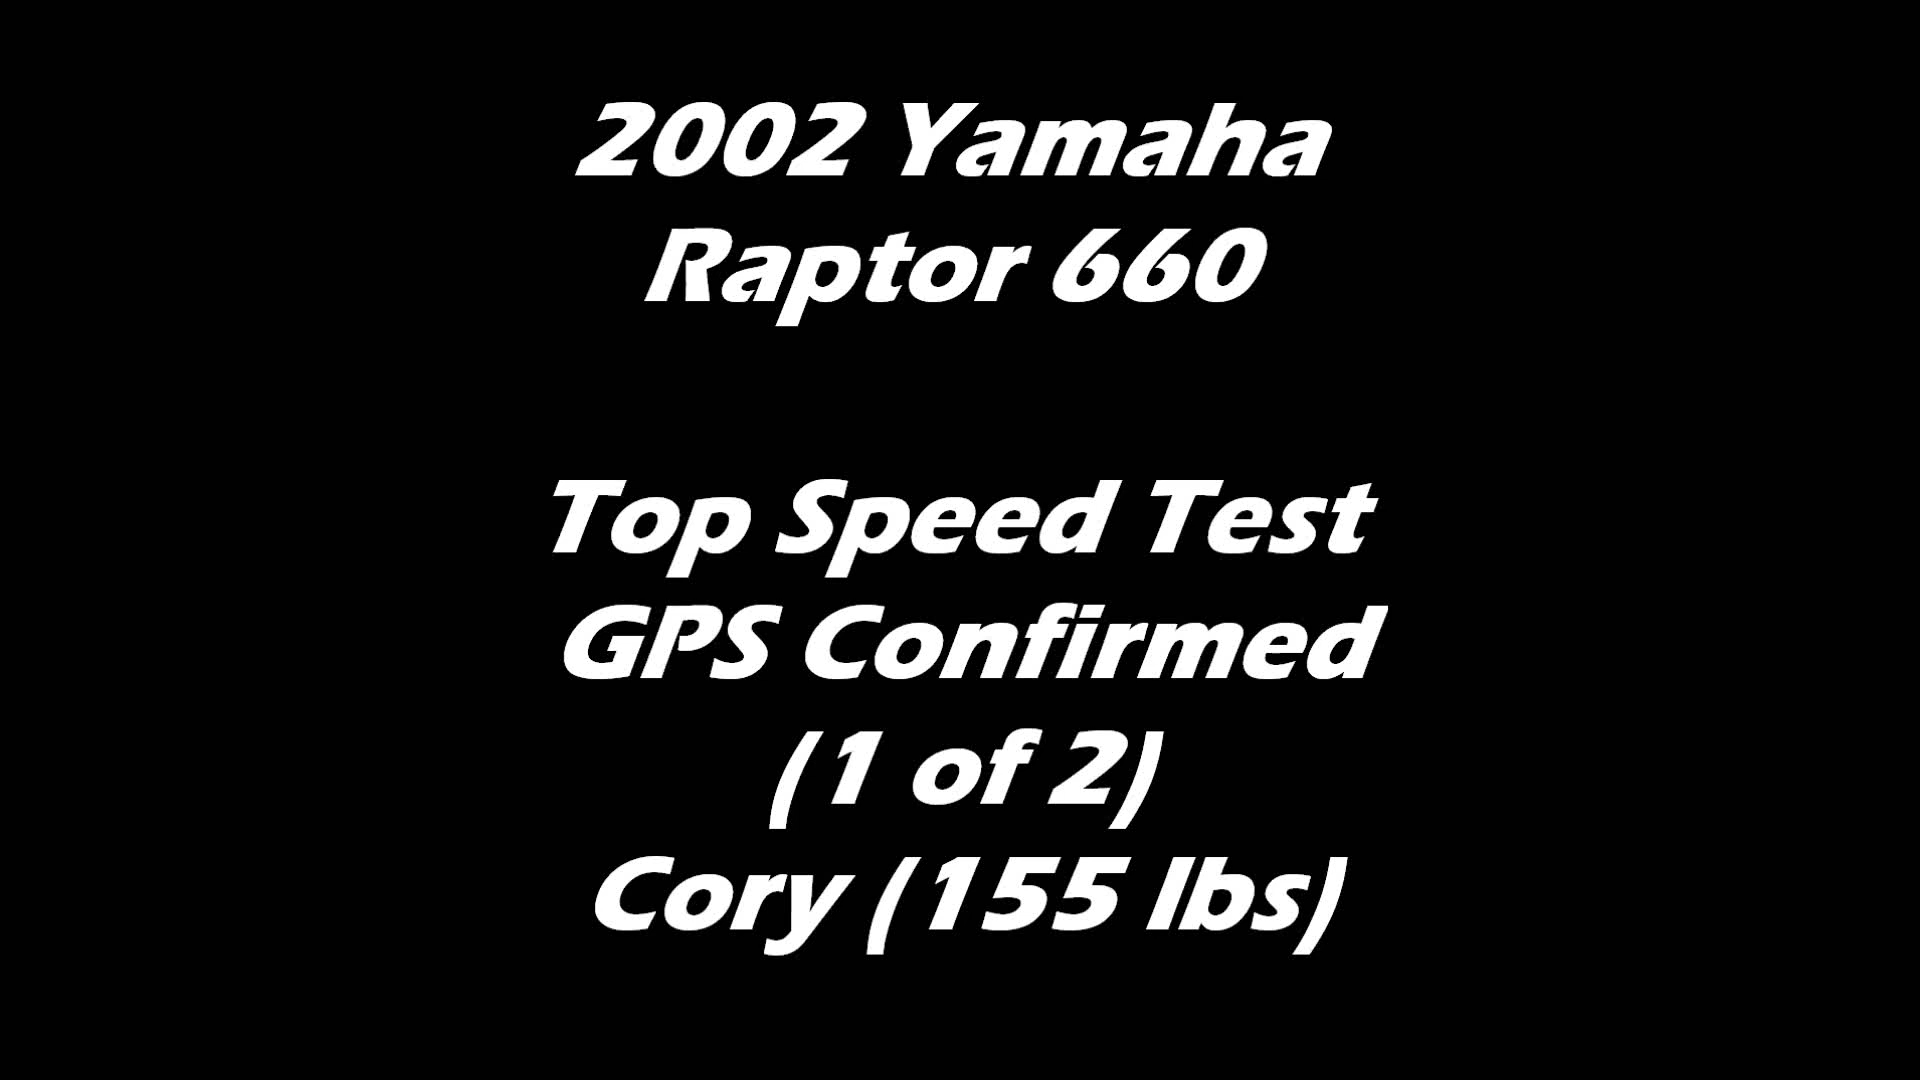 2002 Yamaha
Raptor 660
Top Speed Test
GPS Confirmed
(1 of 2)
Cory (155 lbs)